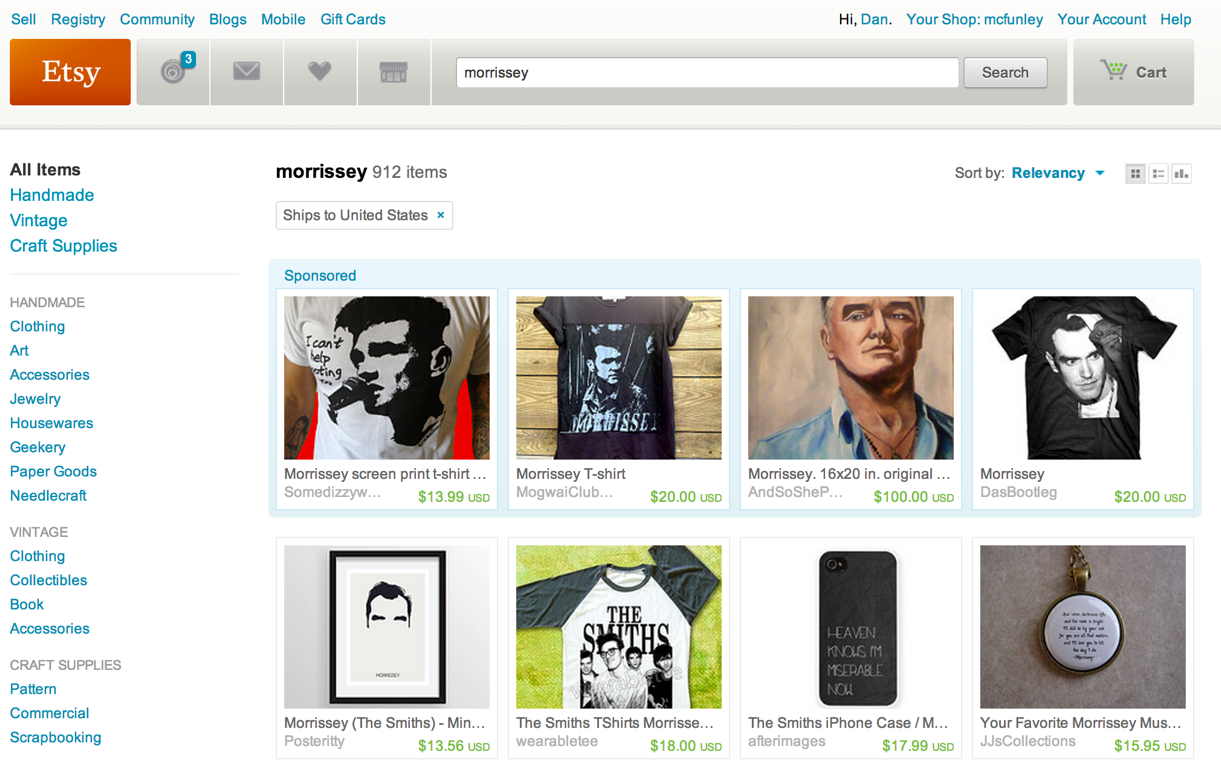 Sell Registry Community Blogs Mobile Gift Cards Hi, Dan. Your Shop: mcfunley Your Account Help
Etsy 3 morrissey Search Cart
All Items
Handmade
Vintage
Craft Supplies
HANDMADE
Clothing
Art
Accessories
Jewelry
Housewares
Geekery
Paper Goods
Needlecraft
VINTAGE
Clothing
Collectibles
Book
Accessories
CRAFT SUPPLIES
Pattern
Commercial
Scrapbooking
morrissey 912 items
Sort by: Relevancy
Ships to United States ×
Sponsored
I can't
help
Morrissey screen print t-shirt ...
Somedizzyw...
$13.99 USD
MORRISSEY
Morrissey T-shirt
MogwaiClub...
$20.00 USD
Morrissey. 16x20 in. original ...
AndSoSheP...
$100.00 USD
Morrissey
DasBootleg
$20.00 USD
MORRISSEY
Morrissey (The Smiths) - Min...
Posteritty
$13.56 USD
THE
SMITHS
The Smiths TShirts Morrisse...
wearabletee
$18.00 USD
HEAVEN
KNOWS I'M
MISERABLE
NOW.
The Smiths iPhone Case / M...
afterimages
$17.99 USD
Your Favorite Morrissey Mus...
JJsCollections
$15.95 USD